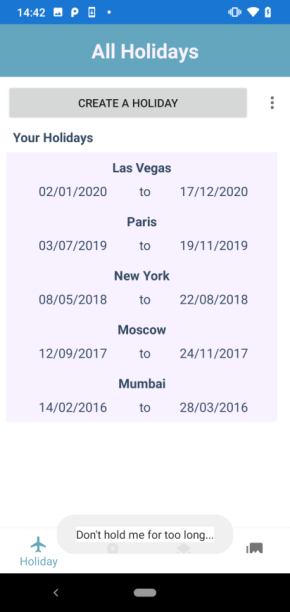 14:42
All Holidays
CREATE A HOLIDAY
Your Holidays
Las Vegas
02/01/2020 to 17/12/2020
Paris
03/07/2019 to 19/11/2019
New York
08/05/2018 to 22/08/2018
Moscow
12/09/2017 to 24/11/2017
Mumbai
14/02/2016 to 28/03/2016
Don't hold me for too long...
Holiday